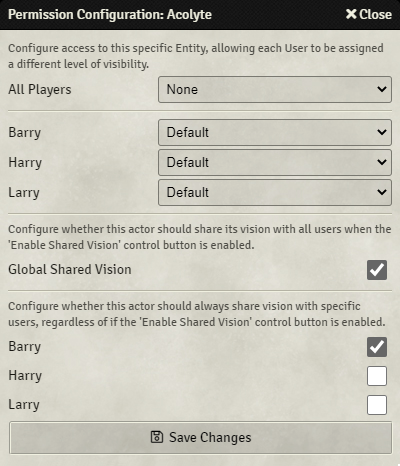 Permission Configuration: Acolyte Close
Configure access to this specific Entity, allowing each User to be assigned
a different level of visibility.
All Players None
Barry Default
Harry Default
Larry Default
Configure whether this actor should share its vision with all users when the
'Enable Shared Vision' control button is enabled.
Global Shared Vision
Configure whether this actor should always share vision with specific
users, regardless of if the 'Enable Shared Vision' control button is enabled.
Barry
Harry
Larry
Save Changes